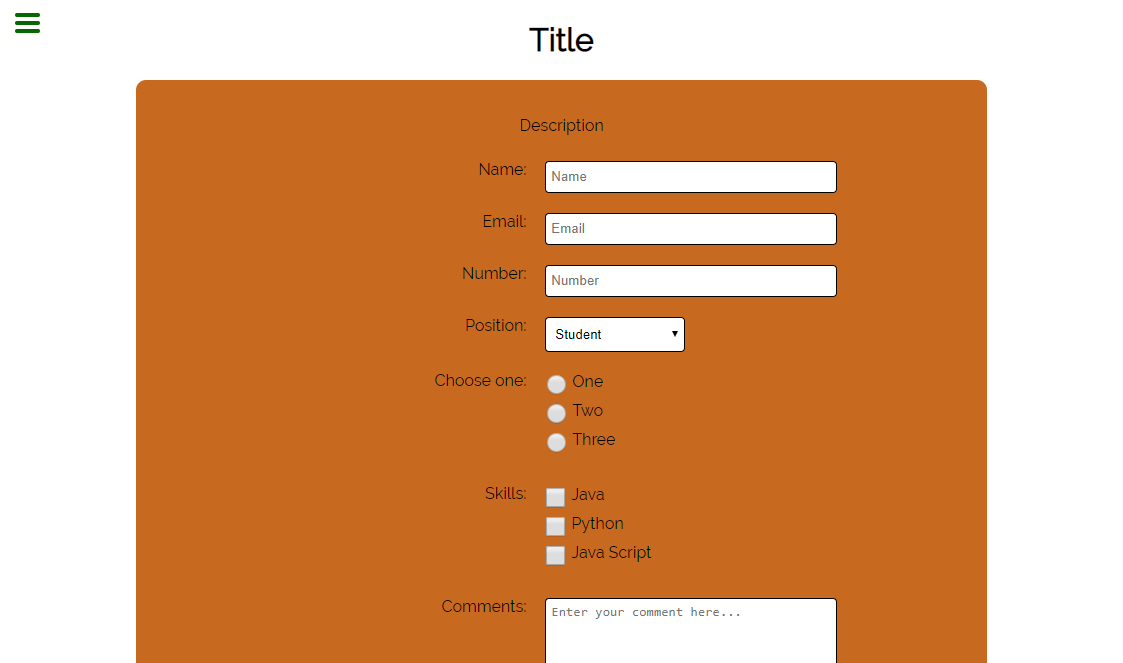 Title
Description
Name: Name
Email: Email
Number: Number
Position: Student
Choose one: One
Two
Three
Skills: Java
Python
Java Script
Comments: Enter your comment here...